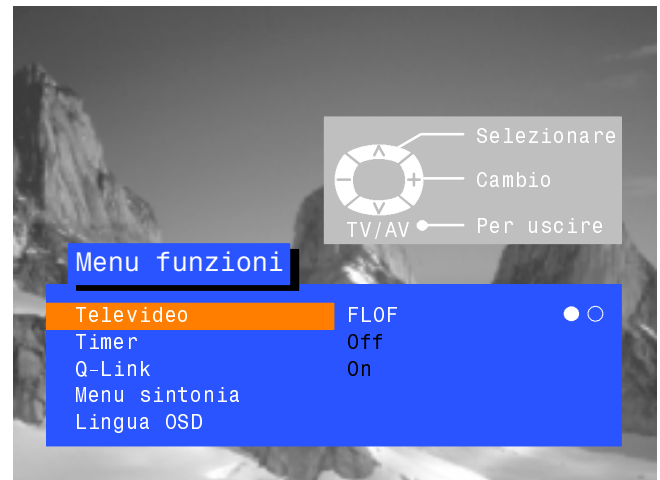 Selezionare
Cambio
TV/AV Per uscire
Menu funzioni
Televideo FLOF
Timer Off
Q-Link On
Menu sintonia
Lingua OSD